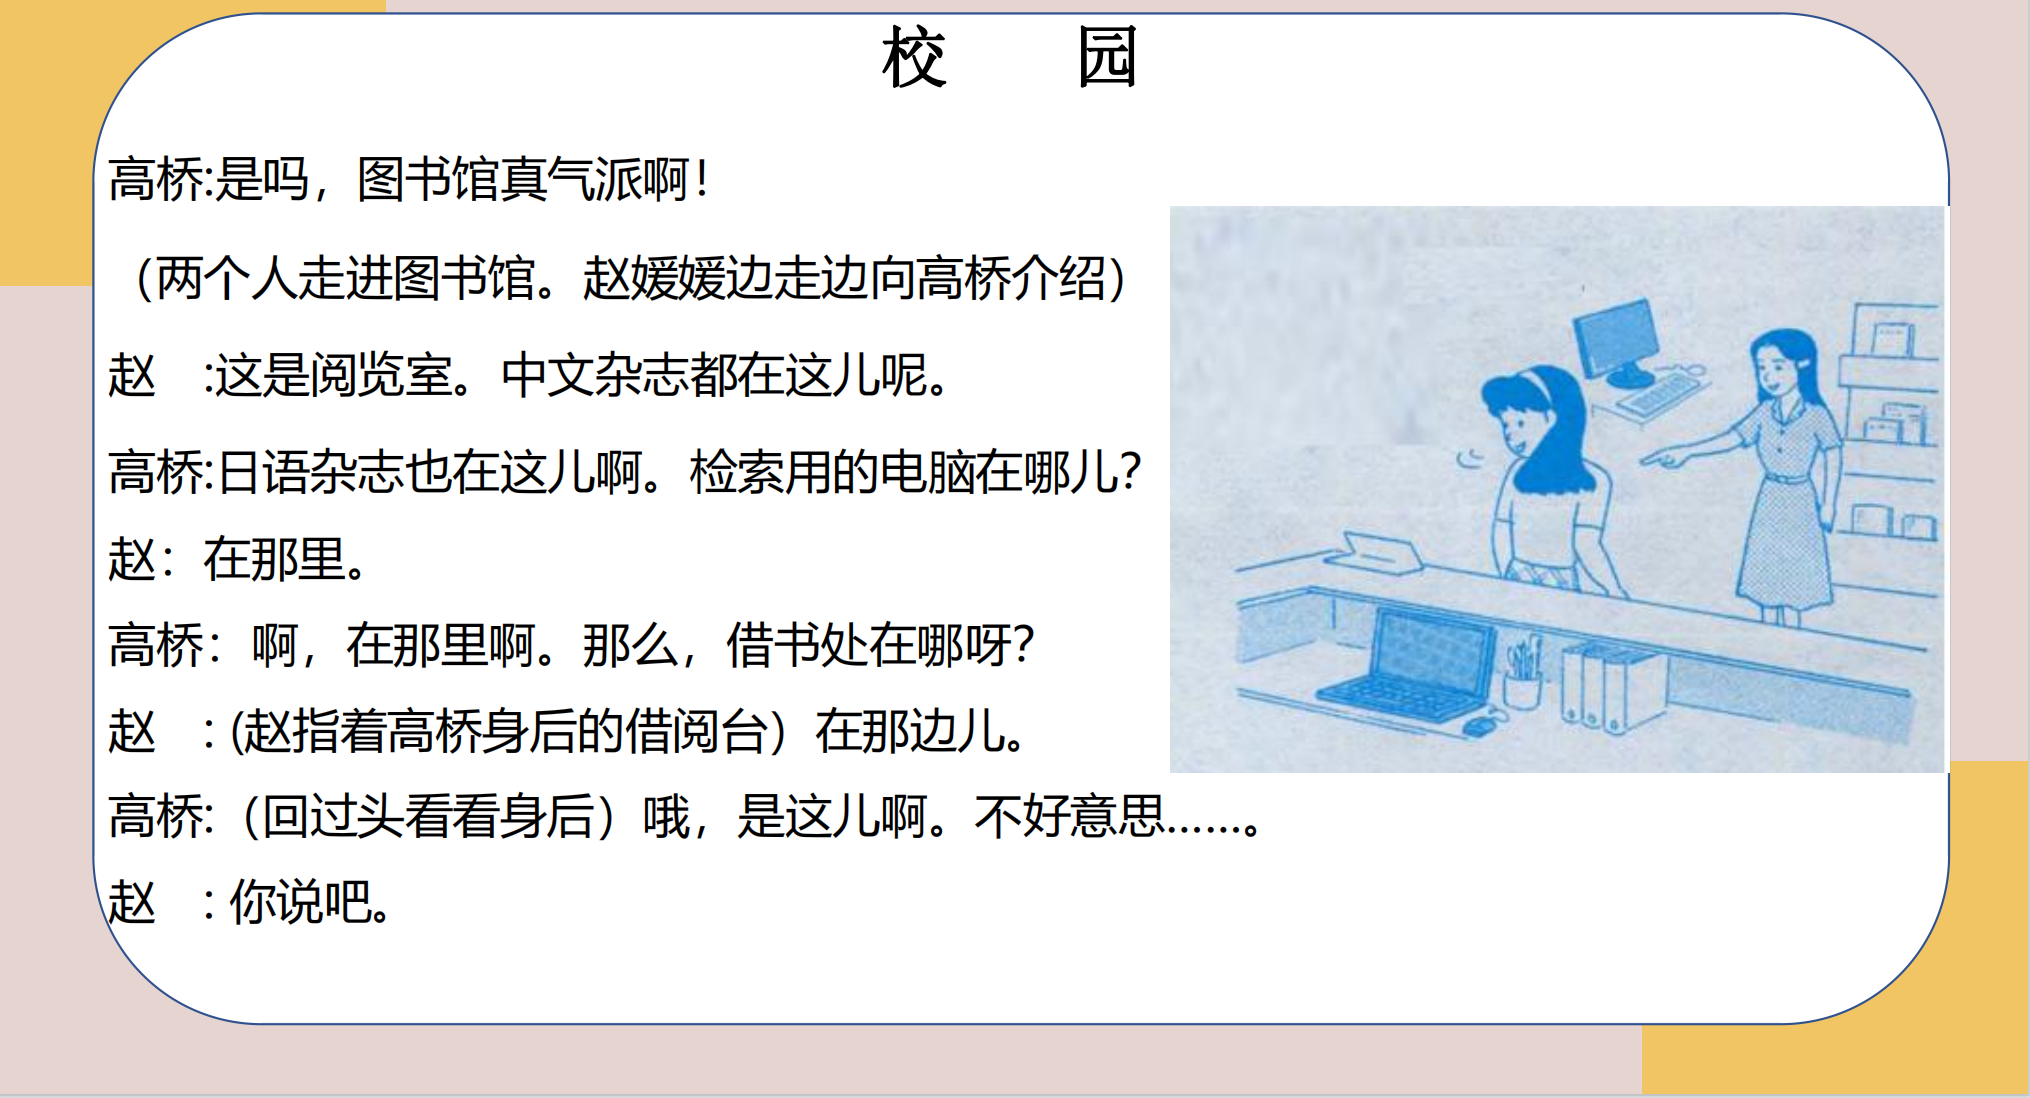 校 园
高桥:是吗，图书馆真气派啊！
（两个人走进图书馆。赵媛媛边走边向高桥介绍）
赵 :这是阅览室。中文杂志都在这儿呢。
高桥:日语杂志也在这儿啊。检索用的电脑在哪儿？
赵：在那里。
高桥：啊，在那里啊。那么，借书处在哪呀？
赵 : (赵指着高桥身后的借阅台）在那边儿。
高桥:（回过头看看身后）哦，是这儿啊。不好意思......。
赵 : 你说吧。